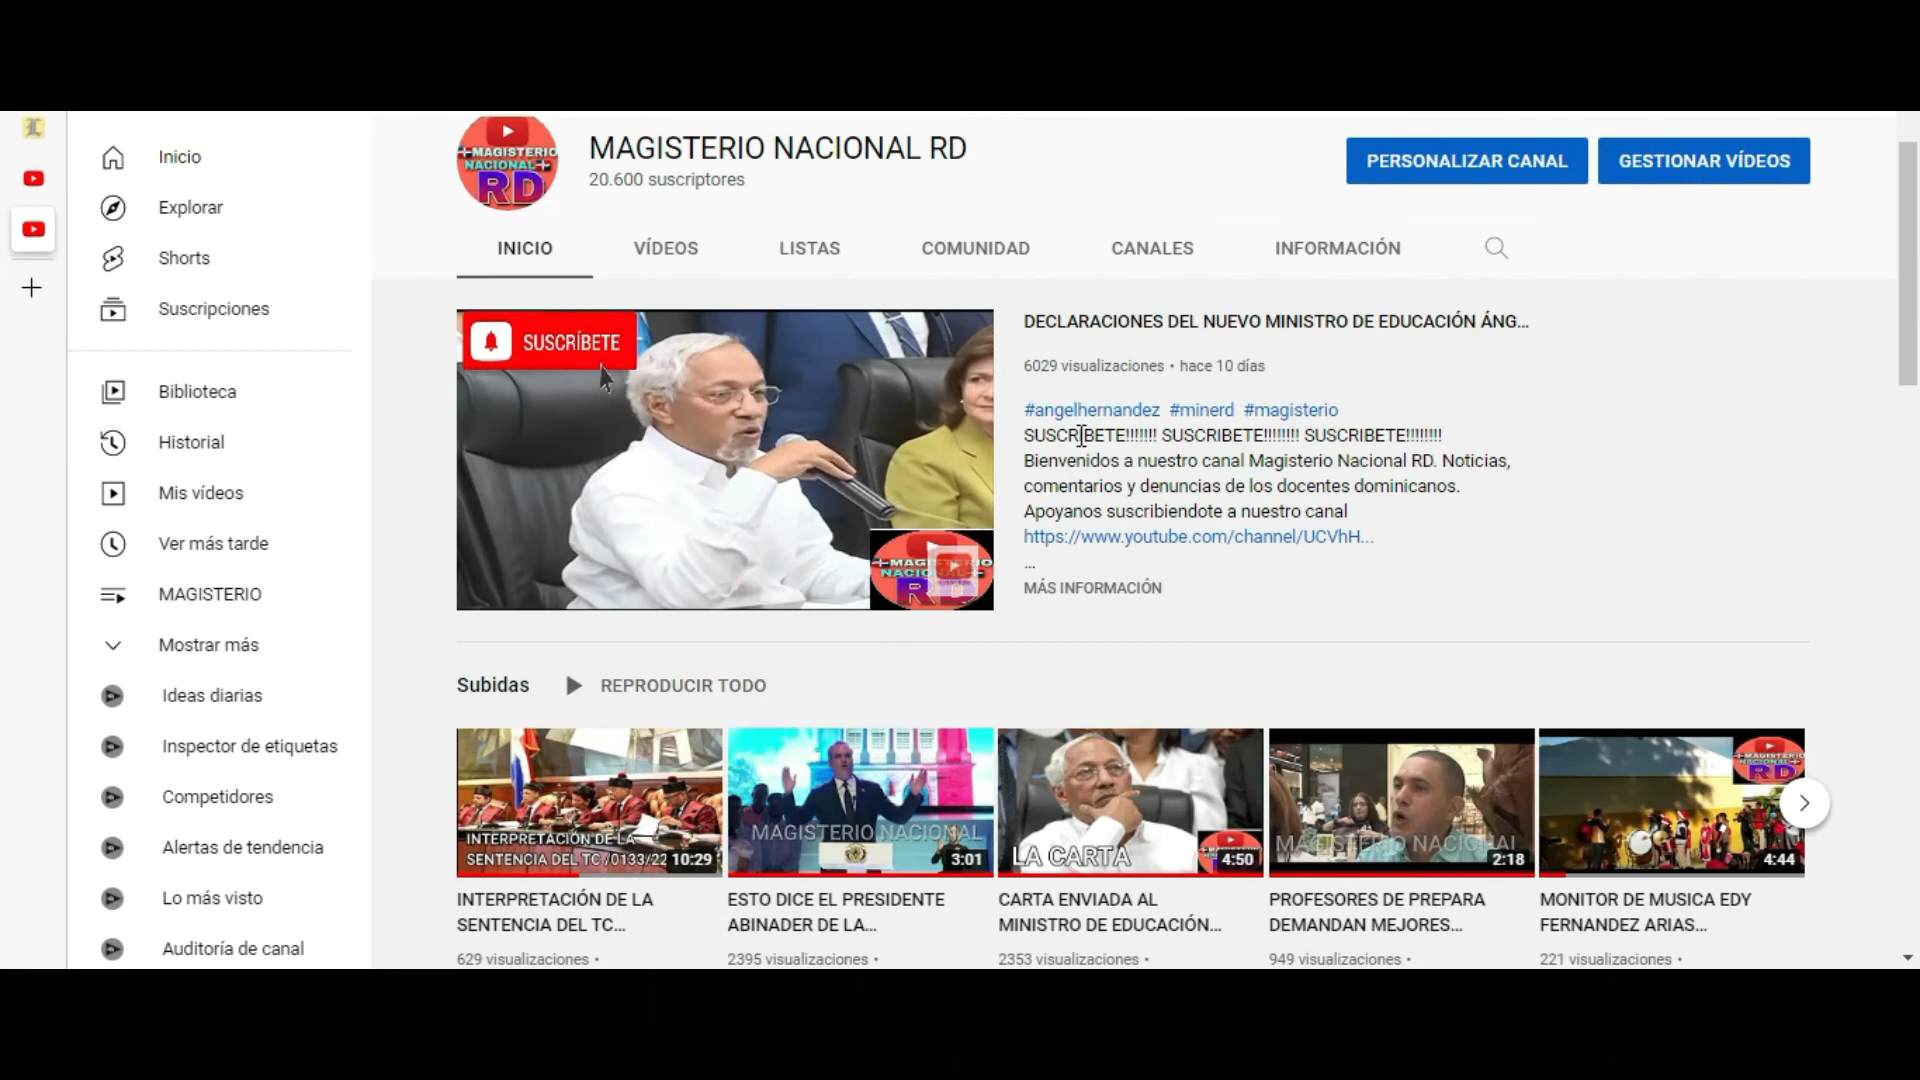 MAGISTERIO NACIONAL RD
20.600 suscriptores
PERSONALIZAR CANAL
GESTIONAR VÍDEOS
+MAGISTERIO
NACIONAL+
RD
Inicio
Explorar
Shorts
Suscripciones
Biblioteca
Historial
Mis vídeos
Ver más tarde
MAGISTERIO
Mostrar más
Ideas diarias
Inspector de etiquetas
Competidores
Alertas de tendencia
Lo más visto
Auditoría de canal
INICIO
VÍDEOS
LISTAS
COMUNIDAD
CANALES
INFORMACIÓN
SUSCRÍBETE
DECLARACIONES DEL NUEVO MINISTRO DE EDUCACIÓN ÁNG...
6029 visualizaciones • hace 10 días
#angelhernandez #minerd #magisterio
SUSCRIBETE!!!!!!! SUSCRIBETE!!!!!!!! SUSCRIBETE!!!!!!!!
Bienvenidos a nuestro canal Magisterio Nacional RD. Noticias,
comentarios y denuncias de los docentes dominicanos.
Apoyanos suscribiendote a nuestro canal
https://www.youtube.com/channel/UCVhH...
...
MÁS INFORMACIÓN
Subidas
REPRODUCIR TODO
INTERPRETACIÓN DE LA
SENTENCIA DEL TC /0133/22
10:29
MAGISTERIO NACIONAL
3:01
LA CARTA
4:50
MAGISTERIO NACIONAL
2:18
+MAGISTERIO
NACIONAL+
RD
4:44
INTERPRETACIÓN DE LA
SENTENCIA DEL TC...
629 visualizaciones •
ESTO DICE EL PRESIDENTE
ABINADER DE LA...
2395 visualizaciones •
CARTA ENVIADA AL
MINISTRO DE EDUCACIÓN...
2353 visualizaciones •
PROFESORES DE PREPARA
DEMANDAN MEJORES...
949 visualizaciones •
MONITOR DE MUSICA EDY
FERNANDEZ ARIAS...
221 visualizaciones •